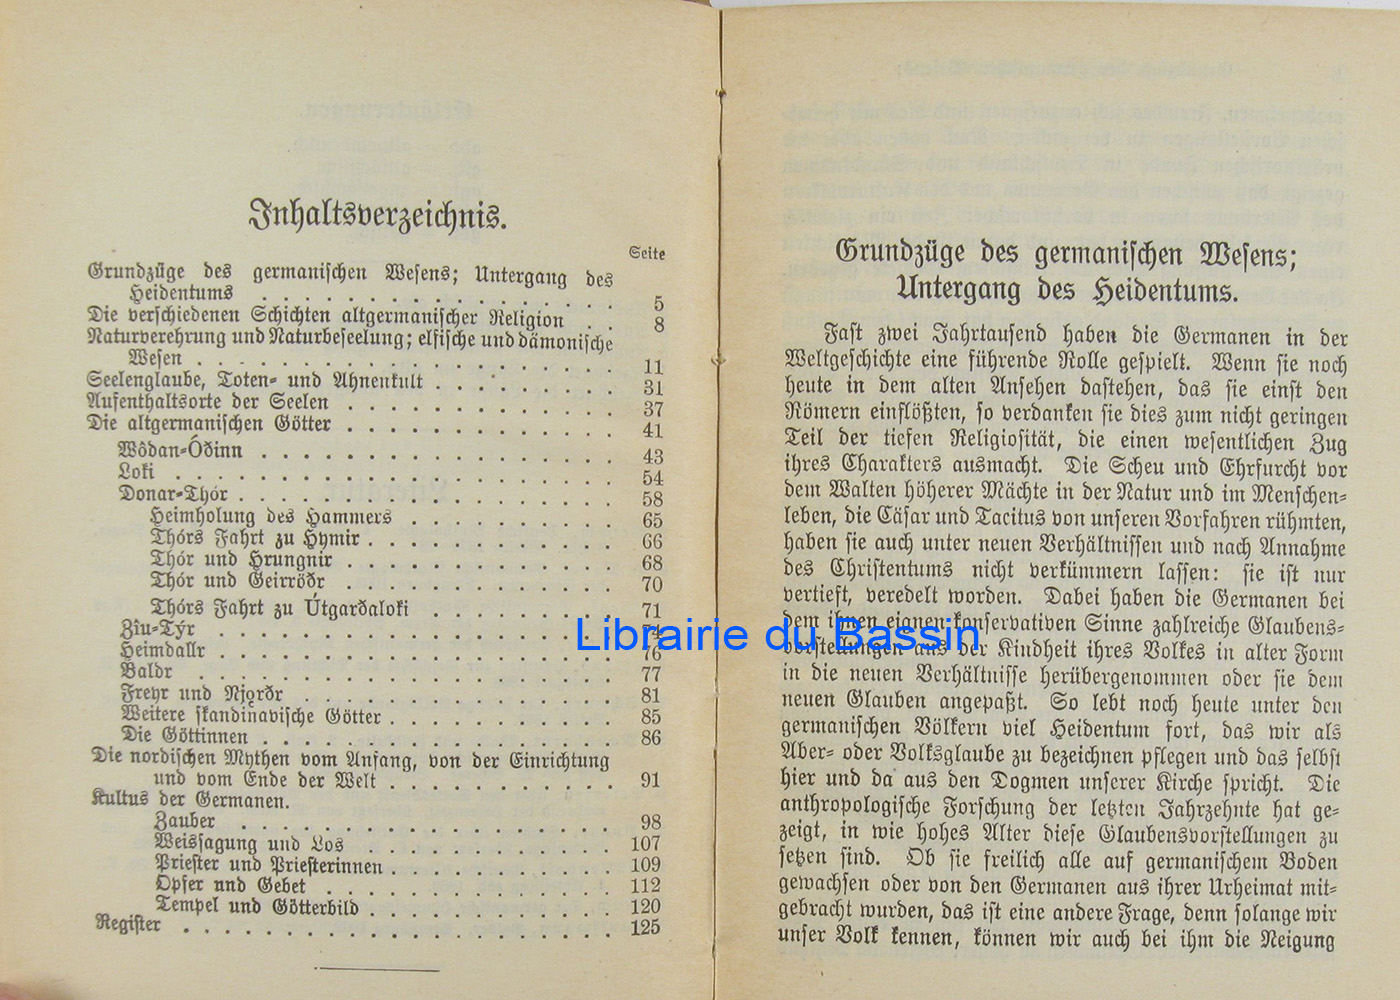 Inhaltsverzeichnis.
Seite
Grundzüge des germanischen Wesens; Untergang des
Heidentums . . . . . . . . . . . . . . . . 5
Die verschiedenen Schichten altgermanischer Religion . . 8
Naturverehrung und Naturbeseelung; elfische und dämonische
Wesen . . . . . . . . . . . . . . . . . . . 11
Seelenglaube, Toten- und Ahnenkult . . . . . . . . . 31
Aufenthaltsorte der Seelen . . . . . . . . . . . . . 37
Die altgermanischen Götter . . . . . . . . . . . . . 41
Wôdan-Óðinn . . . . . . . . . . . . . . . . 43
Loki . . . . . . . . . . . . . . . . . . . . 54
Donar-Thór . . . . . . . . . . . . . . . . . 58
Heimholung des Hammers . . . . . . . . . . 65
Thórs Fahrt zu Hymir . . . . . . . . . . . . 66
Thór und Hrungnir . . . . . . . . . . . . . 68
Thór und Geirröðr . . . . . . . . . . . . . 70
Thórs Fahrt zu Útgarðaloki . . . . . . . . . 71
Zîu-Týr . . . . . . . . . . . . . . . . . . 74
Heimdallr . . . . . . . . . . . . . . . . . . 76
Baldr . . . . . . . . . . . . . . . . . . . 77
Freyr und Njǫrðr . . . . . . . . . . . . . . 81
Weitere skandinavische Götter . . . . . . . . . . 85
Die Göttinnen . . . . . . . . . . . . . . . . 86
Die nordischen Mythen vom Anfang, von der Einrichtung
und vom Ende der Welt . . . . . . . . . . . 91
Kultus der Germanen.
Zauber . . . . . . . . . . . . . . . . . 98
Weissagung und Los . . . . . . . . . . . . 107
Priester und Priesterinnen . . . . . . . . . . 109
Opfer und Gebet . . . . . . . . . . . . . 112
Tempel und Götterbild . . . . . . . . . . . 120
Register . . . . . . . . . . . . . . . . . . . 125
Grundzüge des germanischen Wesens;
Untergang des Heidentums.
Fast zwei Jahrtausend haben die Germanen in der
Weltgeschichte eine führende Rolle gespielt. Wenn sie noch
heute in dem alten Ansehen dastehen, das sie einst den
Römern einflößten, so verdanken sie dies zum nicht geringen
Teil der tiefen Religiosität, die einen wesentlichen Zug
ihres Charakters ausmacht. Die Scheu und Ehrfurcht vor
dem Walten höherer Mächte in der Natur und im Menschen-
leben, die Cäsar und Tacitus von unseren Vorfahren rühmten,
haben sie auch unter neuen Verhältnissen und nach Annahme
des Christentums nicht verkümmern lassen: sie ist nur
vertieft, veredelt worden. Dabei haben die Germanen bei
dem ihnen eignen konservativen Sinne zahlreiche Glaubens-
vorstellungen aus der Kindheit ihres Volkes in alter Form
in die neuen Verhältnisse herübergenommen oder sie dem
neuen Glauben angepaßt. So lebt noch heute unter den
germanischen Völkern viel Heidentum fort, das wir als
Aber- oder Volksglaube zu bezeichnen pflegen und das selbst
hier und da aus den Dogmen unserer Kirche spricht. Die
anthropologische Forschung der letzten Jahrzehnte hat ge-
zeigt, in wie hohes Alter diese Glaubensvorstellungen zu
setzen sind. Ob sie freilich alle auf germanischem Boden
gewachsen oder von den Germanen aus ihrer Urheimat mit-
gebracht wurden, das ist eine andere Frage, denn solange wir
unser Volk kennen, können wir auch bei ihm die Neigung
Librairie du Bassin